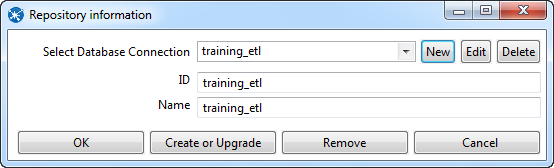 Repository information
Select Database Connection training_etl New Edit Delete
ID training_etl
Name training_etl
OK Create or Upgrade Remove Cancel